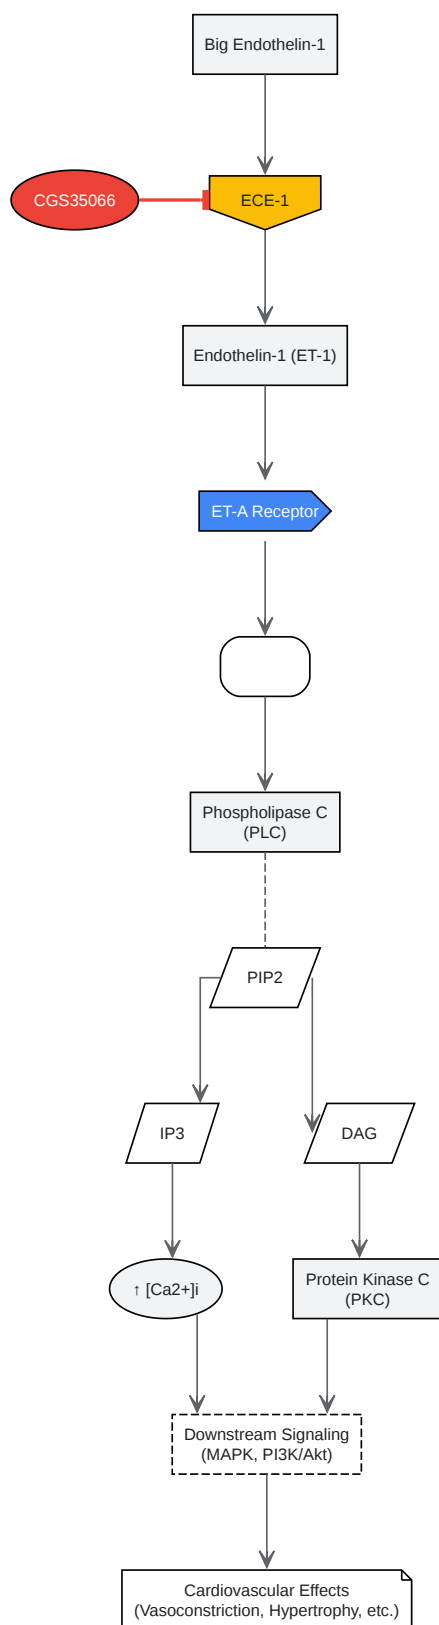 Big Endothelin-1
CGS35066
ECE-1
Endothelin-1 (ET-1)
ET-A Receptor
Phospholipase C
(PLC)
PIP2
IP3
DAG
↑ [Ca2+]i
Protein Kinase C
(PKC)
Downstream Signaling
(MAPK, PI3K/Akt)
Cardiovascular Effects
(Vasoconstriction, Hypertrophy, etc.)